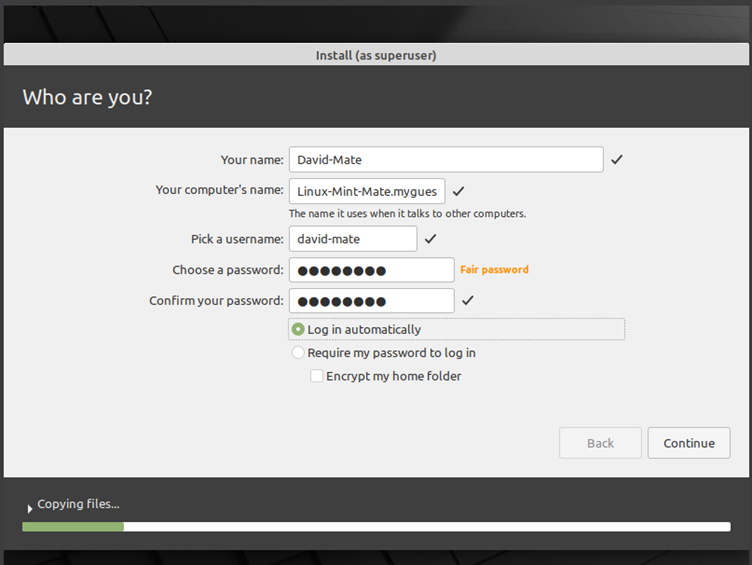 Install (as superuser)
Who are you?
Your name: David-Mate
Your computer's name: Linux-Mint-Mate.mygues
The name it uses when it talks to other computers.
Pick a username: david-mate
Choose a password: ●●●●●●●● Fair password
Confirm your password: ●●●●●●●●
Log in automatically
Require my password to log in
Encrypt my home folder
Back Continue
Copying files...